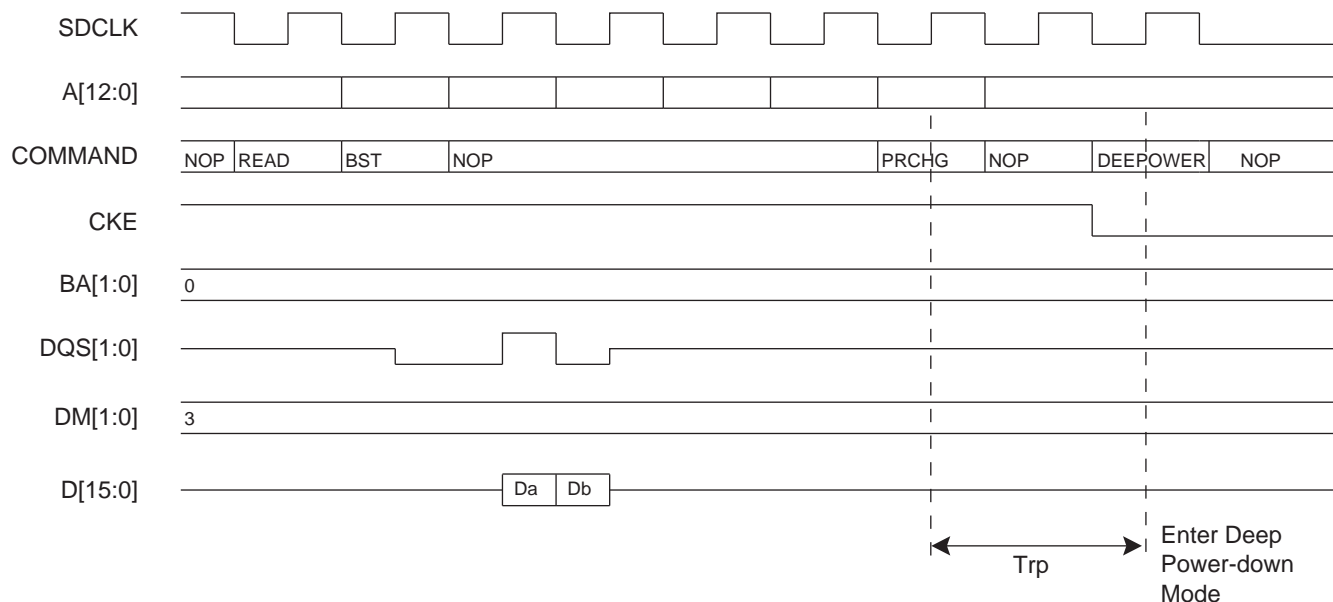 SDCLK
A[12:0]
COMMAND NOP READ BST NOP PRCHG NOP DEEPOWER NOP
CKE
BA[1:0] 0
DQS[1:0]
DM[1:0] 3
D[15:0] Da Db
Trp
Enter Deep
Power-down
Mode